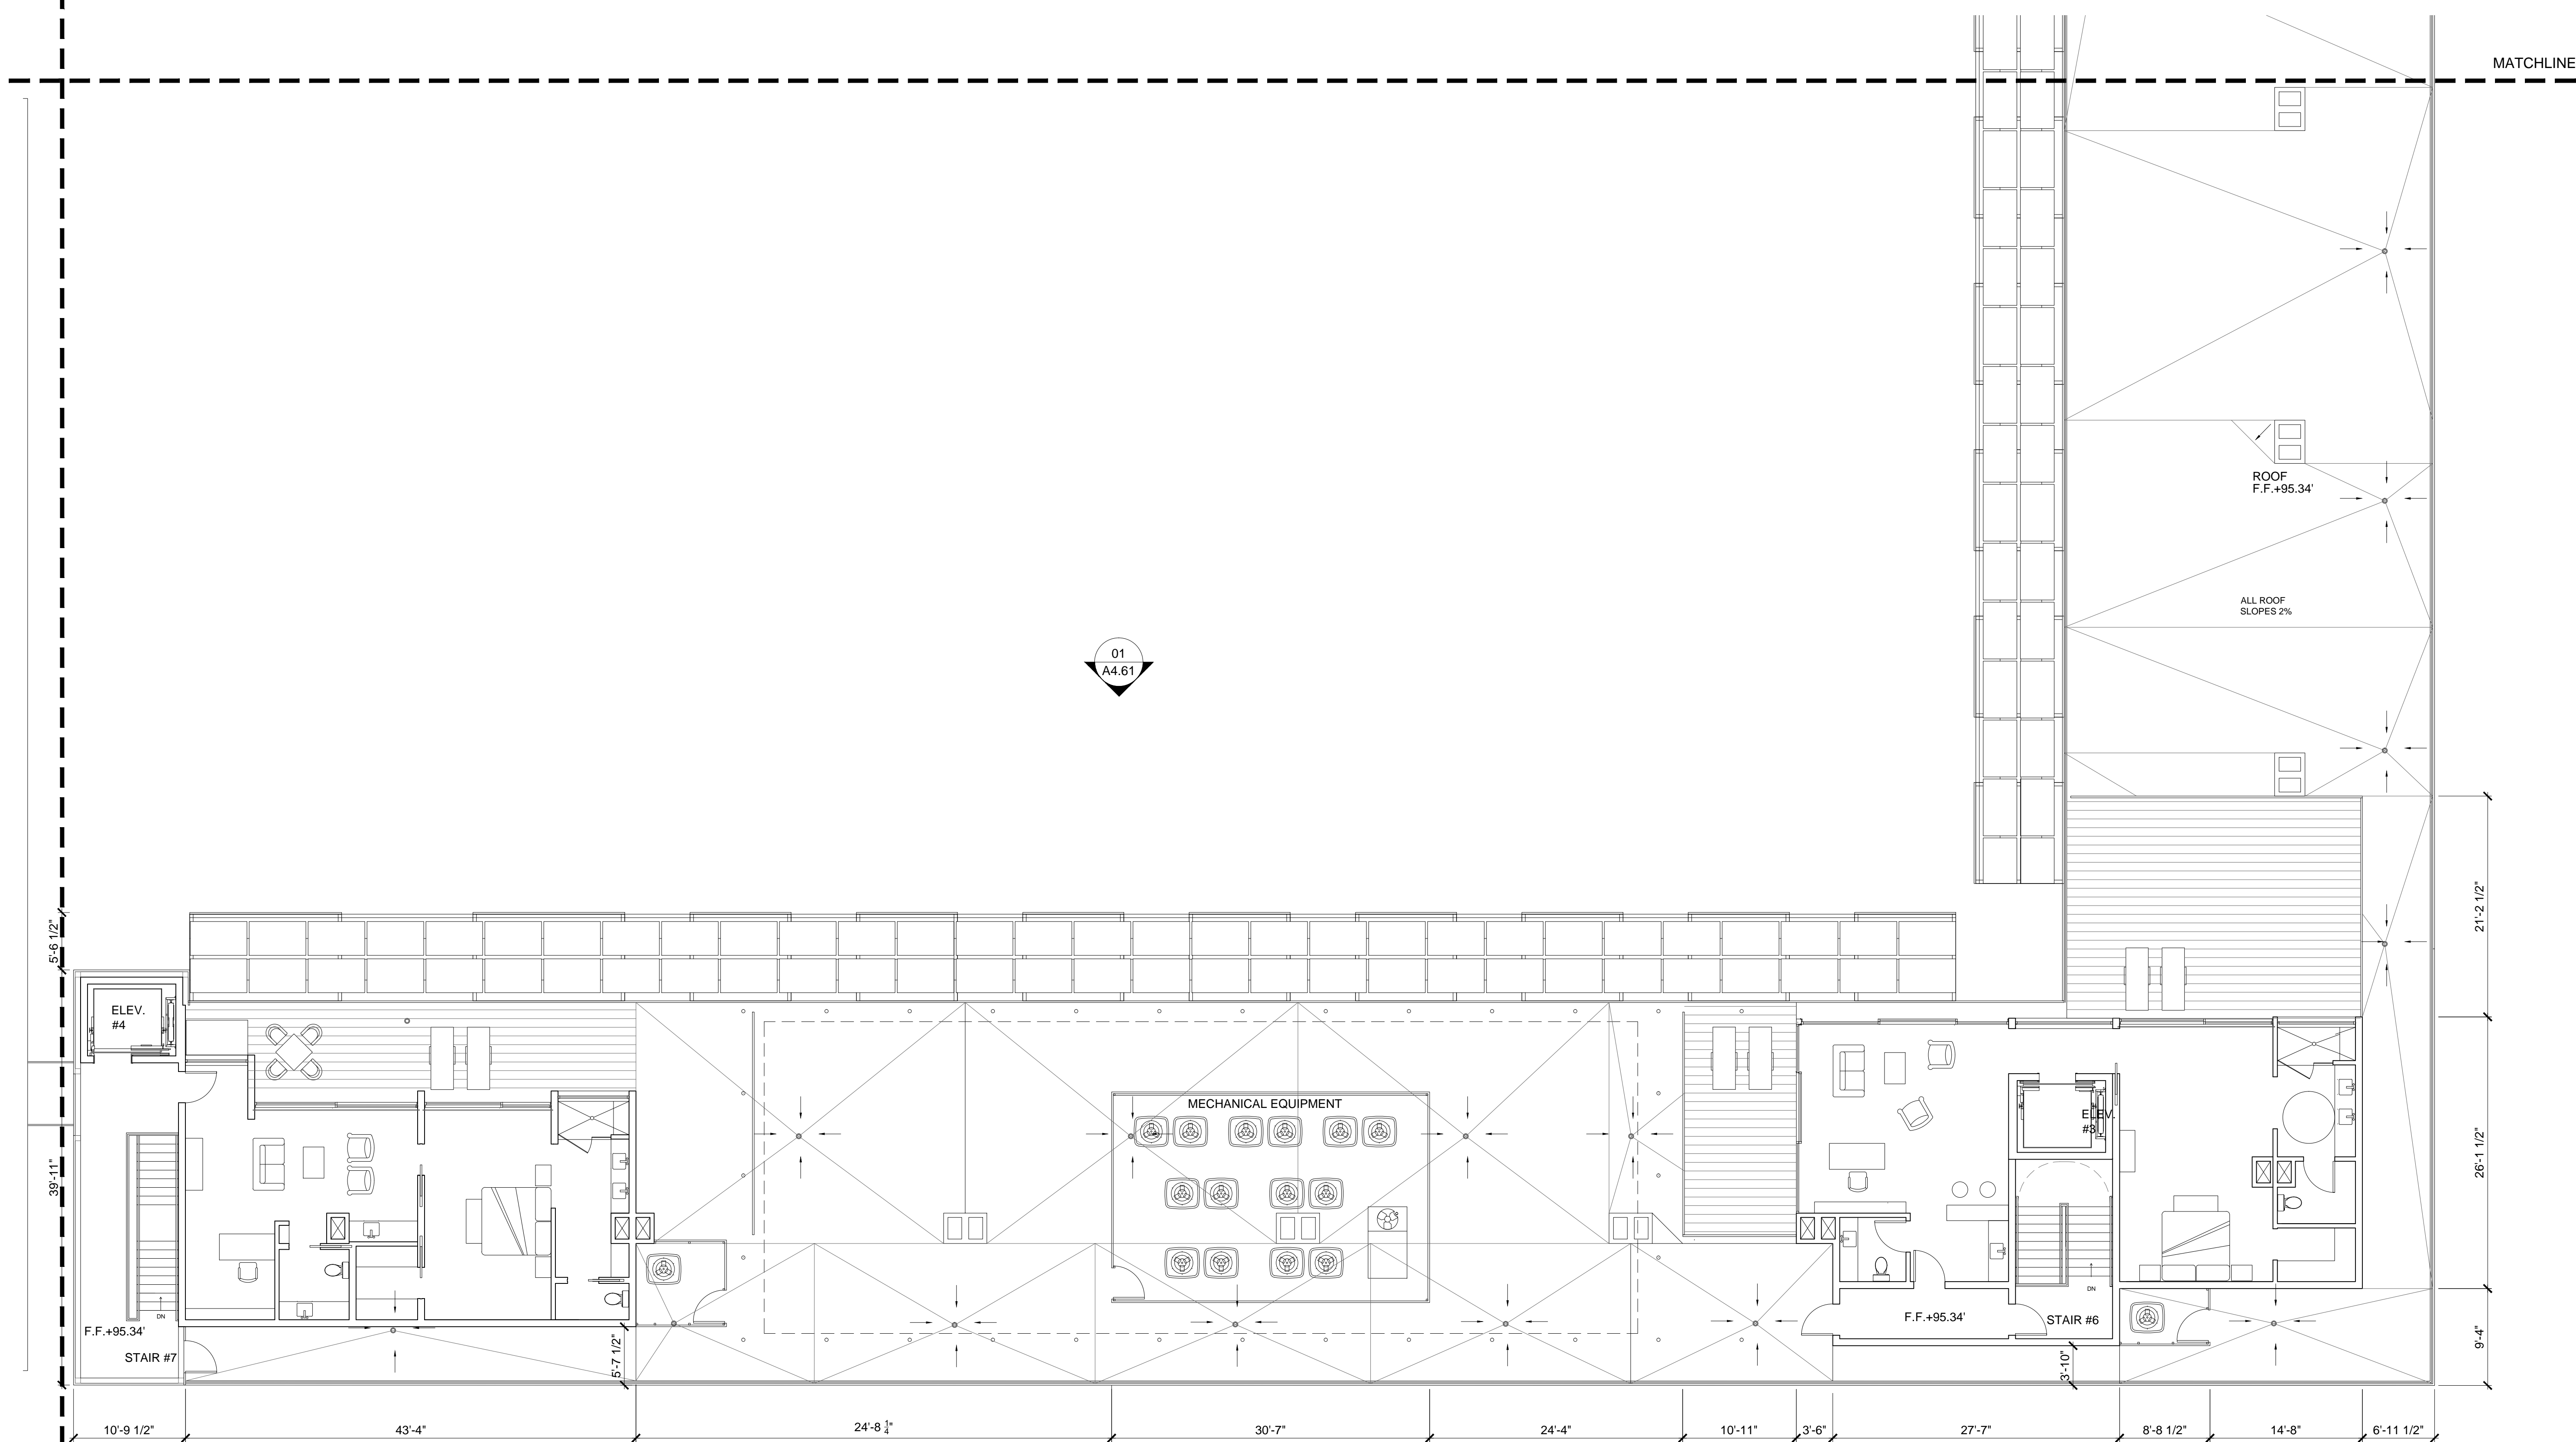 MATCHLINE
ROOF
F.F.+95.34'
ALL ROOF
SLOPES 2%
01
A4.61
21'-2 1/2"
5'-6 1/2"
ELEV.
#4
MECHANICAL EQUIPMENT
ELEV.
#3
26'-1 1/2"
39'-11"
DN
DN
F.F.+95.34'
STAIR #7
F.F.+95.34'
STAIR #6
5'-7 1/2"
3'-10"
9'-4"
10'-9 1/2"
43'-4"
24'-8 1/4"
30'-7"
24'-4"
10'-11"
3'-6"
27'-7"
8'-8 1/2"
14'-8"
6'-11 1/2"